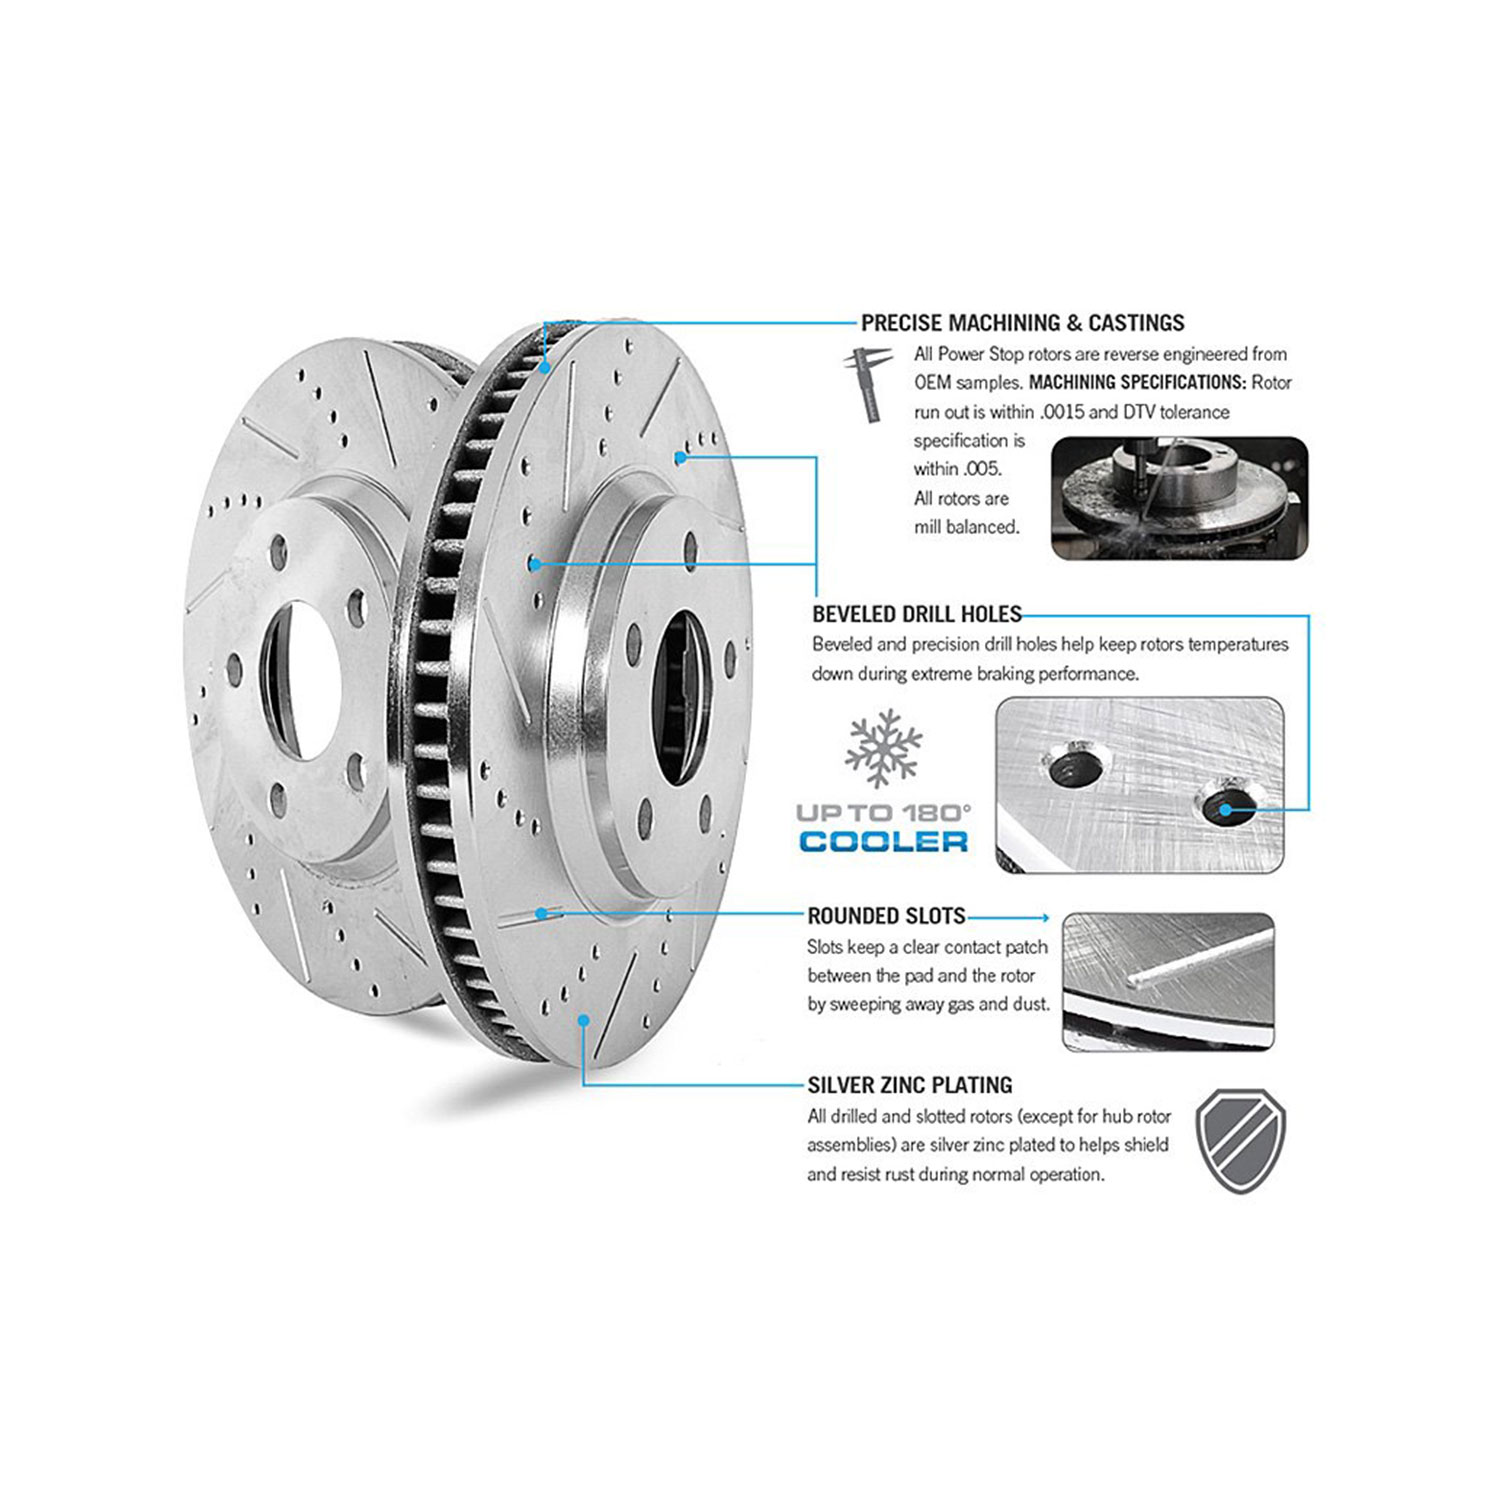 PRECISE MACHINING & CASTINGS
All Power Stop rotors are reverse engineered from
OEM samples. MACHINING SPECIFICATIONS: Rotor
run out is within .0015 and DTV tolerance
specification is
within .005.
All rotors are
mill balanced.
BEVELED DRILL HOLES
Beveled and precision drill holes help keep rotors temperatures
down during extreme braking performance.
UP TO 180°
COOLER
ROUNDED SLOTS
Slots keep a clear contact patch
between the pad and the rotor
by sweeping away gas and dust.
SILVER ZINC PLATING
All drilled and slotted rotors (except for hub rotor
assemblies) are silver zinc plated to helps shield
and resist rust during normal operation.